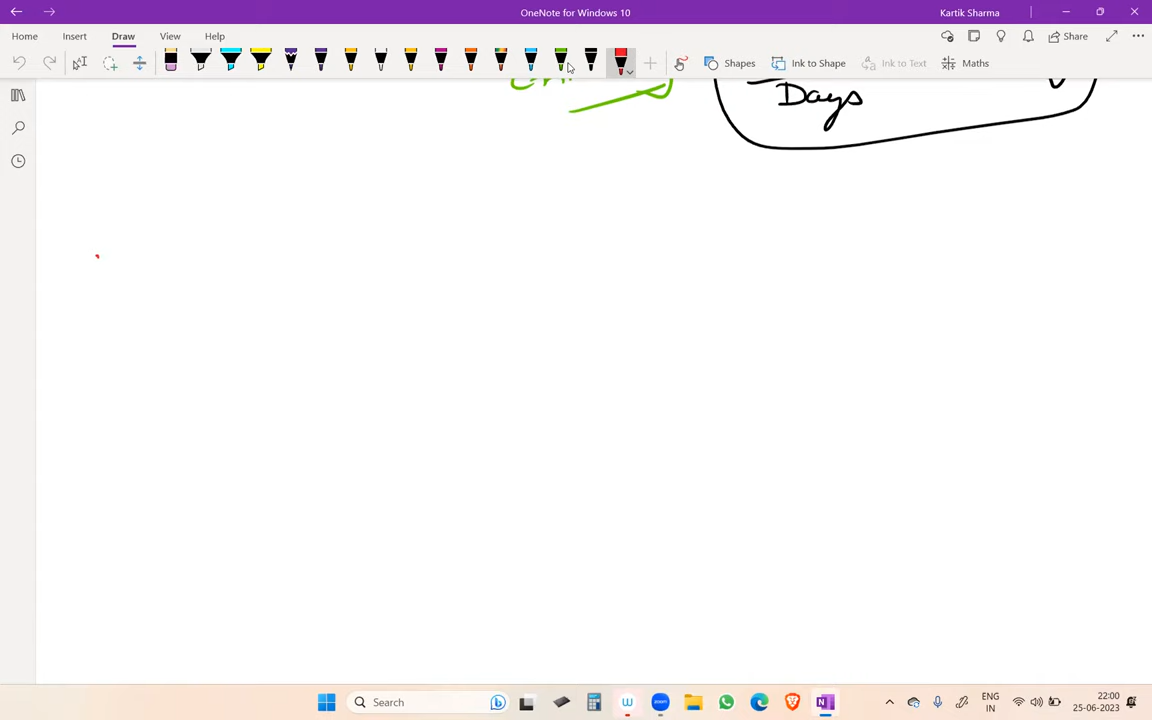 OneNote for Windows 10
Kartik Sharma
Home
Insert
Draw
View
Help
Share
Shapes
Ink to Shape
Ink to Text
Maths
Days
Search
ENG
IN
22:00
25-06-2023